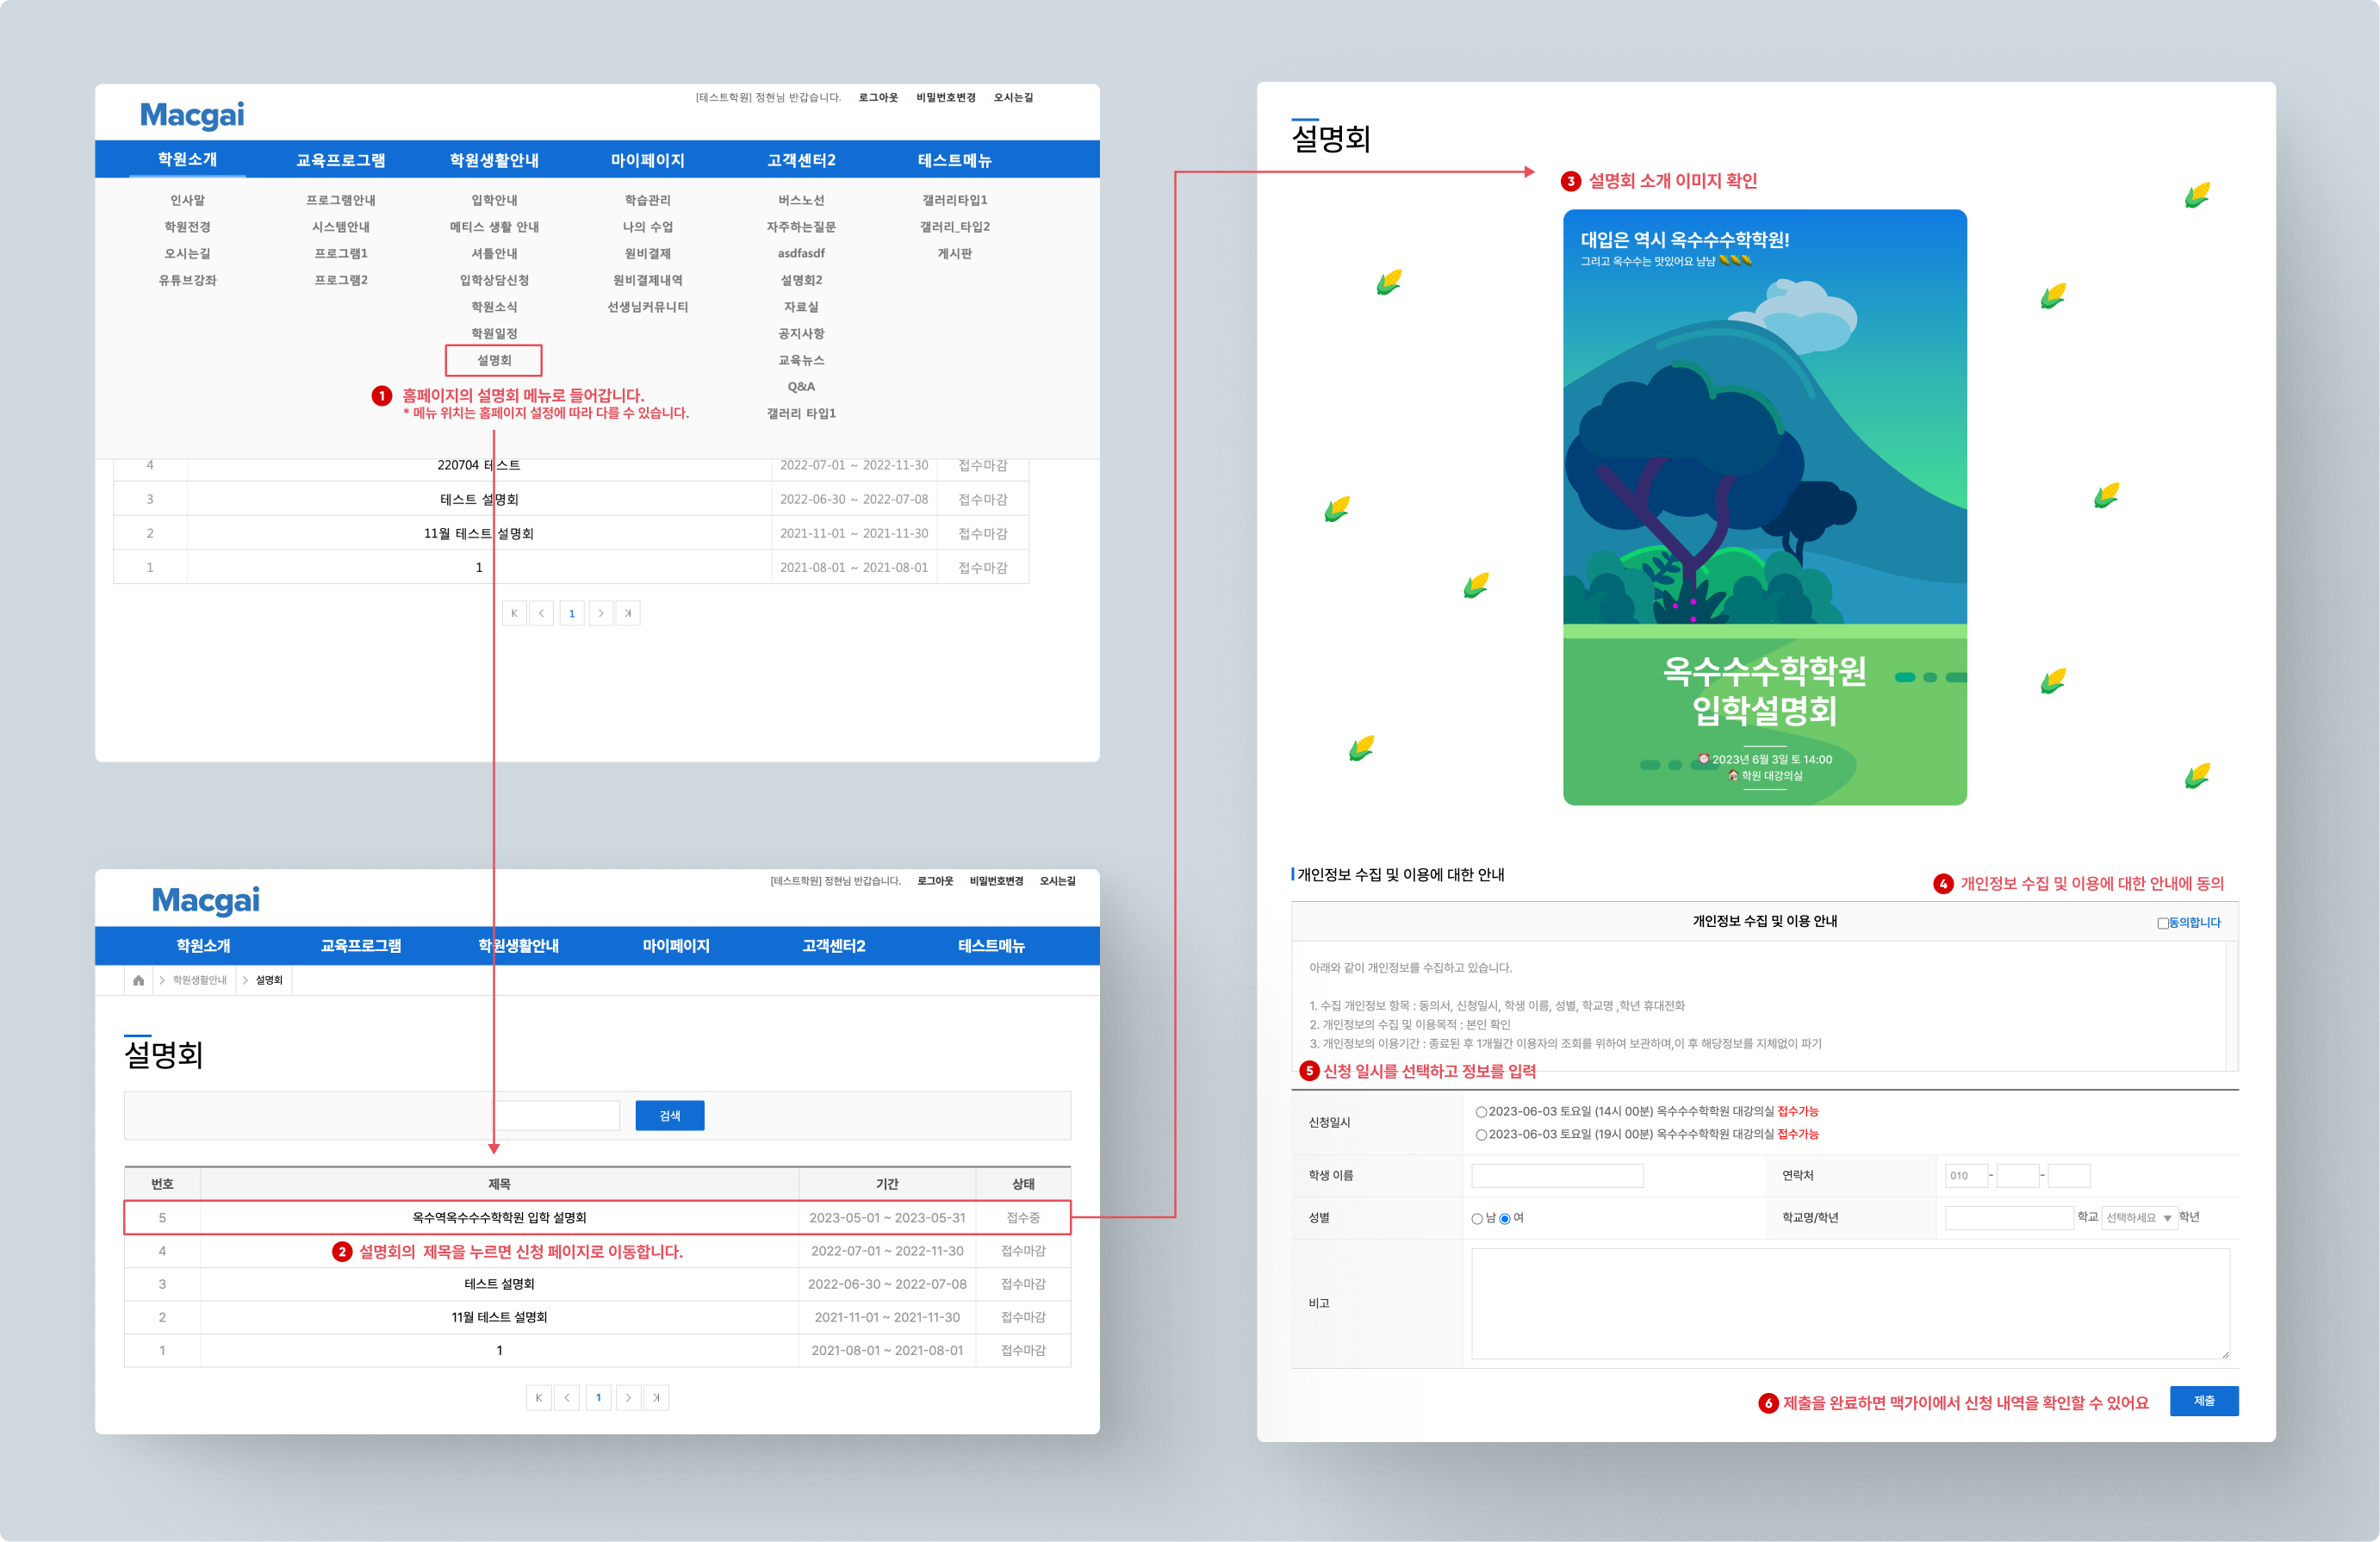 [테스트학원] 정현님 반갑습니다. 로그아웃 비밀번호변경 오시는길
Macgai
학원소개 교육프로그램 학원생활안내 마이페이지 고객센터2 테스트메뉴
인사말 프로그램안내 입학안내 학습관리 버스노선 갤러리타입1
학원전경 시스템안내 메티스 생활 안내 나의 수업 자주하는질문 갤러리_타입2
오시는길 프로그램1 셔틀안내 원비결제 asdfasdf 게시판
유튜브강좌 프로그램2 입학상담신청 원비결제내역 설명회2
학원소식 선생님커뮤니티 자료실
학원일정 공지사항
설명회 교육뉴스
Q&A
1 홈페이지의 설명회 메뉴로 들어갑니다.
* 메뉴 위치는 홈페이지 설정에 따라 다를 수 있습니다.
갤러리 타입1
4 220704 테스트 2022-07-01 ~ 2022-11-30 접수마감
3 테스트 설명회 2022-06-30 ~ 2022-07-08 접수마감
2 11월 테스트 설명회 2021-11-01 ~ 2021-11-30 접수마감
1 1 2021-08-01 ~ 2021-08-01 접수마감
1
[테스트학원] 정현님 반갑습니다. 로그아웃 비밀번호변경 오시는길
Macgai
학원소개 교육프로그램 학원생활안내 마이페이지 고객센터2 테스트메뉴
> 학원생활안내 > 설명회
설명회
검색
번호 제목 기간 상태
5 옥수역옥수수수학학원 입학 설명회 2023-05-01 ~ 2023-05-31 접수중
4 2022-07-01 ~ 2022-11-30 접수마감
2 설명회의 제목을 누르면 신청 페이지로 이동합니다.
3 테스트 설명회 2022-06-30 ~ 2022-07-08 접수마감
2 11월 테스트 설명회 2021-11-01 ~ 2021-11-30 접수마감
1 1 2021-08-01 ~ 2021-08-01 접수마감
1
설명회
3 설명회 소개 이미지 확인
대입은 역시 옥수수수학학원!
그리고 옥수수는 맛있어요 냠냠 🌽🌽🌽
옥수수수학학원
입학설명회
⏰ 2023년 6월 3일 토 14:00
🏠 학원 대강의실
개인정보 수집 및 이용에 대한 안내
4 개인정보 수집 및 이용에 대한 안내에 동의
개인정보 수집 및 이용 안내 동의합니다
아래와 같이 개인정보를 수집하고 있습니다.
1. 수집 개인정보 항목 : 동의서, 신청일시, 학생 이름, 성별, 학교명 ,학년 휴대전화
2. 개인정보의 수집 및 이용목적 : 본인 확인
3. 개인정보의 이용기간 : 종료된 후 1개월간 이용자의 조회를 위하여 보관하며,이 후 해당정보를 지체없이 파기
5 신청 일시를 선택하고 정보를 입력
신청일시
2023-06-03 토요일 (14시 00분) 옥수수수학학원 대강의실 접수가능
2023-06-03 토요일 (19시 00분) 옥수수수학학원 대강의실 접수가능
학생 이름 연락처 010 - -
성별 남 여 학교명/학년 학교 선택하세요 학년
비고
6 제출을 완료하면 맥가이에서 신청 내역을 확인할 수 있어요 제출